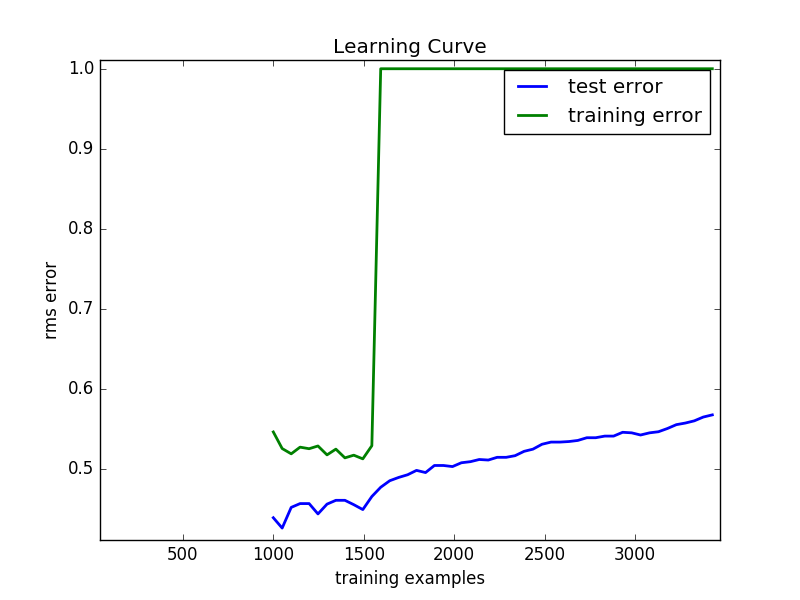 Learning Curve
1.0
0.9
0.8
0.7
0.6
0.5
rms error
test error
training error
500 1000 1500 2000 2500 3000
training examples